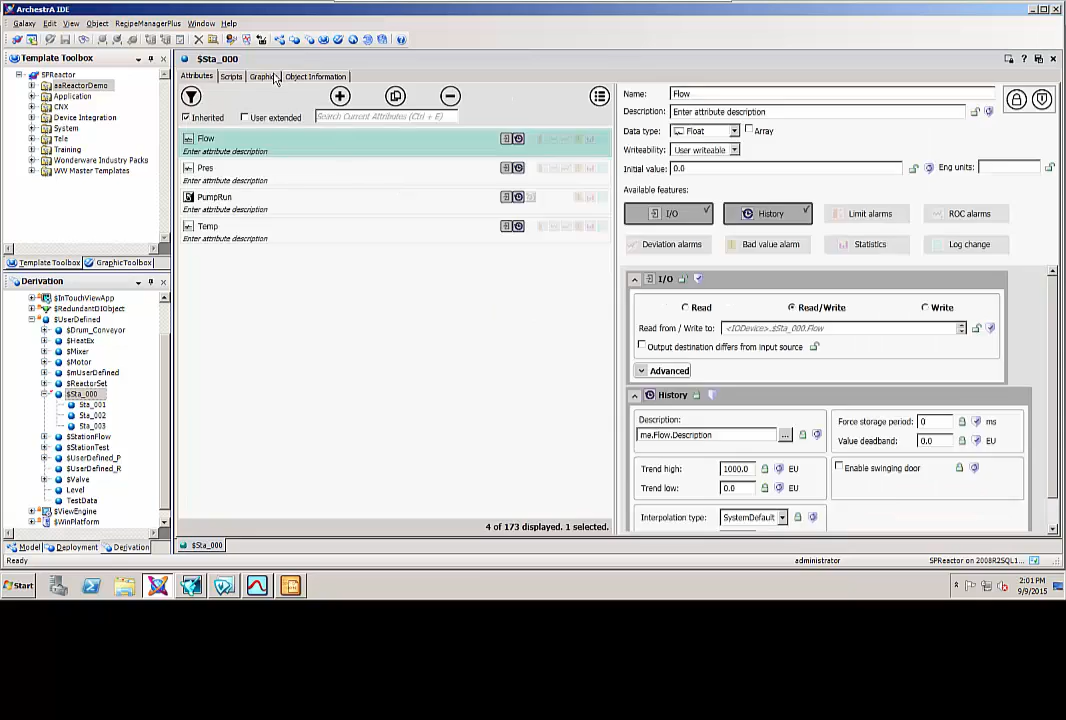 ArchestrA IDE
Galaxy Edit View Object RecipeManagerPlus Window Help
Template Toolbox
SPReactor
aaReactorDemo
Application
CNX
Device Integration
System
Tele
Training
Wonderware Industry Packs
WW Master Templates
Template Toolbox GraphicToolbox
Derivation
$InTouchViewApp
$RedundantDIObject
$UserDefined
$Drum_Conveyor
$HeatEx
$Mixer
$Motor
$mUserDefined
$ReactorSet
$Sta_000
Sta_001
Sta_002
Sta_003
$StationFlow
$StationTest
$UserDefined_P
$UserDefined_R
$Valve
Level
TestData
$ViewEngine
$WinPlatform
Model Deployment Derivation
$Sta_000
Attributes Scripts Graphics Object Information
Inherited User extended Search Current Attributes (Ctrl + E)
Flow
Enter attribute description
Pres
Enter attribute description
PumpRun
Enter attribute description
Temp
Enter attribute description
4 of 173 displayed. 1 selected.
$Sta_000
Name: Flow
Description: Enter attribute description
Data type: Float Array
Writeability: User writeable
Initial value: 0.0 Eng units:
Available features:
I/O History Limit alarms ROC alarms
Deviation alarms Bad value alarm Statistics Log change
I/O
Read Read/Write Write
Read from / Write to: <IODevice>.$Sta_000.Flow
Output destination differs from input source
Advanced
History
Description:
me.Flow.Description ...
Force storage period: 0 ms
Value deadband: 0.0 EU
Trend high: 1000.0 EU
Trend low: 0.0 EU
Enable swinging door
Interpolation type: SystemDefault
Ready administrator SPReactor on 2008R2SQL1...
Start
2:01 PM
9/9/2015